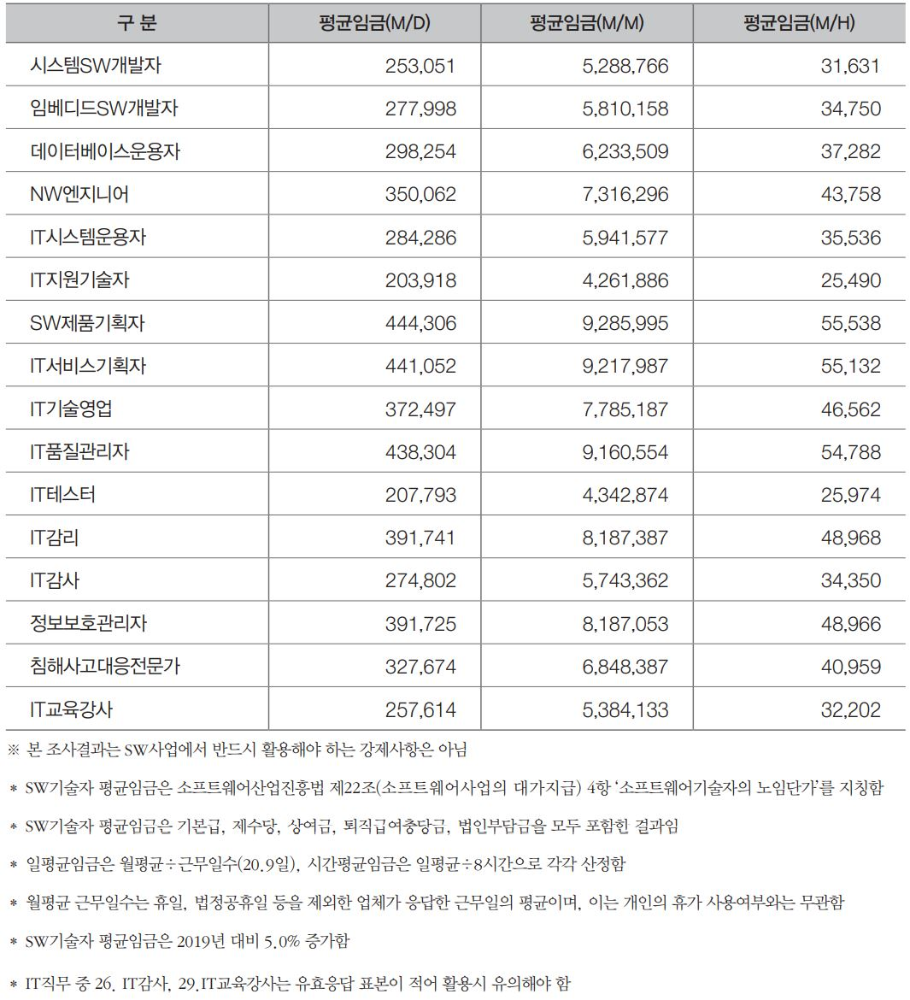 구 분 평균임금(M/D) 평균임금(M/M) 평균임금(M/H)
시스템SW개발자 253,051 5,288,766 31,631
임베디드SW개발자 277,998 5,810,158 34,750
데이터베이스운용자 298,254 6,233,509 37,282
NW엔지니어 350,062 7,316,296 43,758
IT시스템운용자 284,286 5,941,577 35,536
IT지원기술자 203,918 4,261,886 25,490
SW제품기획자 444,306 9,285,995 55,538
IT서비스기획자 441,052 9,217,987 55,132
IT기술영업 372,497 7,785,187 46,562
IT품질관리자 438,304 9,160,554 54,788
IT테스터 207,793 4,342,874 25,974
IT감리 391,741 8,187,387 48,968
IT감사 274,802 5,743,362 34,350
정보보호관리자 391,725 8,187,053 48,966
침해사고대응전문가 327,674 6,848,387 40,959
IT교육강사 257,614 5,384,133 32,202
※ 본 조사결과는 SW사업에서 반드시 활용해야 하는 강제사항은 아님
* SW기술자 평균임금은 소프트웨어산업진흥법 제22조(소프트웨어사업의 대가지급) 4항 ‘소프트웨어기술자의 노임단가’를 지칭함
* SW기술자 평균임금은 기본급, 제수당, 상여금, 퇴직급여충당금, 법인부담금을 모두 포함한 결과임
* 일평균임금은 월평균÷근무일수(20.9일), 시간평균임금은 일평균÷8시간으로 각각 산정함
* 월평균 근무일수는 휴일, 법정공휴일 등을 제외한 업체가 응답한 근무일의 평균이며, 이는 개인의 휴가 사용여부와는 무관함
* SW기술자 평균임금은 2019년 대비 5.0% 증가함
* IT직무 중 26. IT감사, 29.IT교육강사는 유효응답 표본이 적어 활용시 유의해야 함